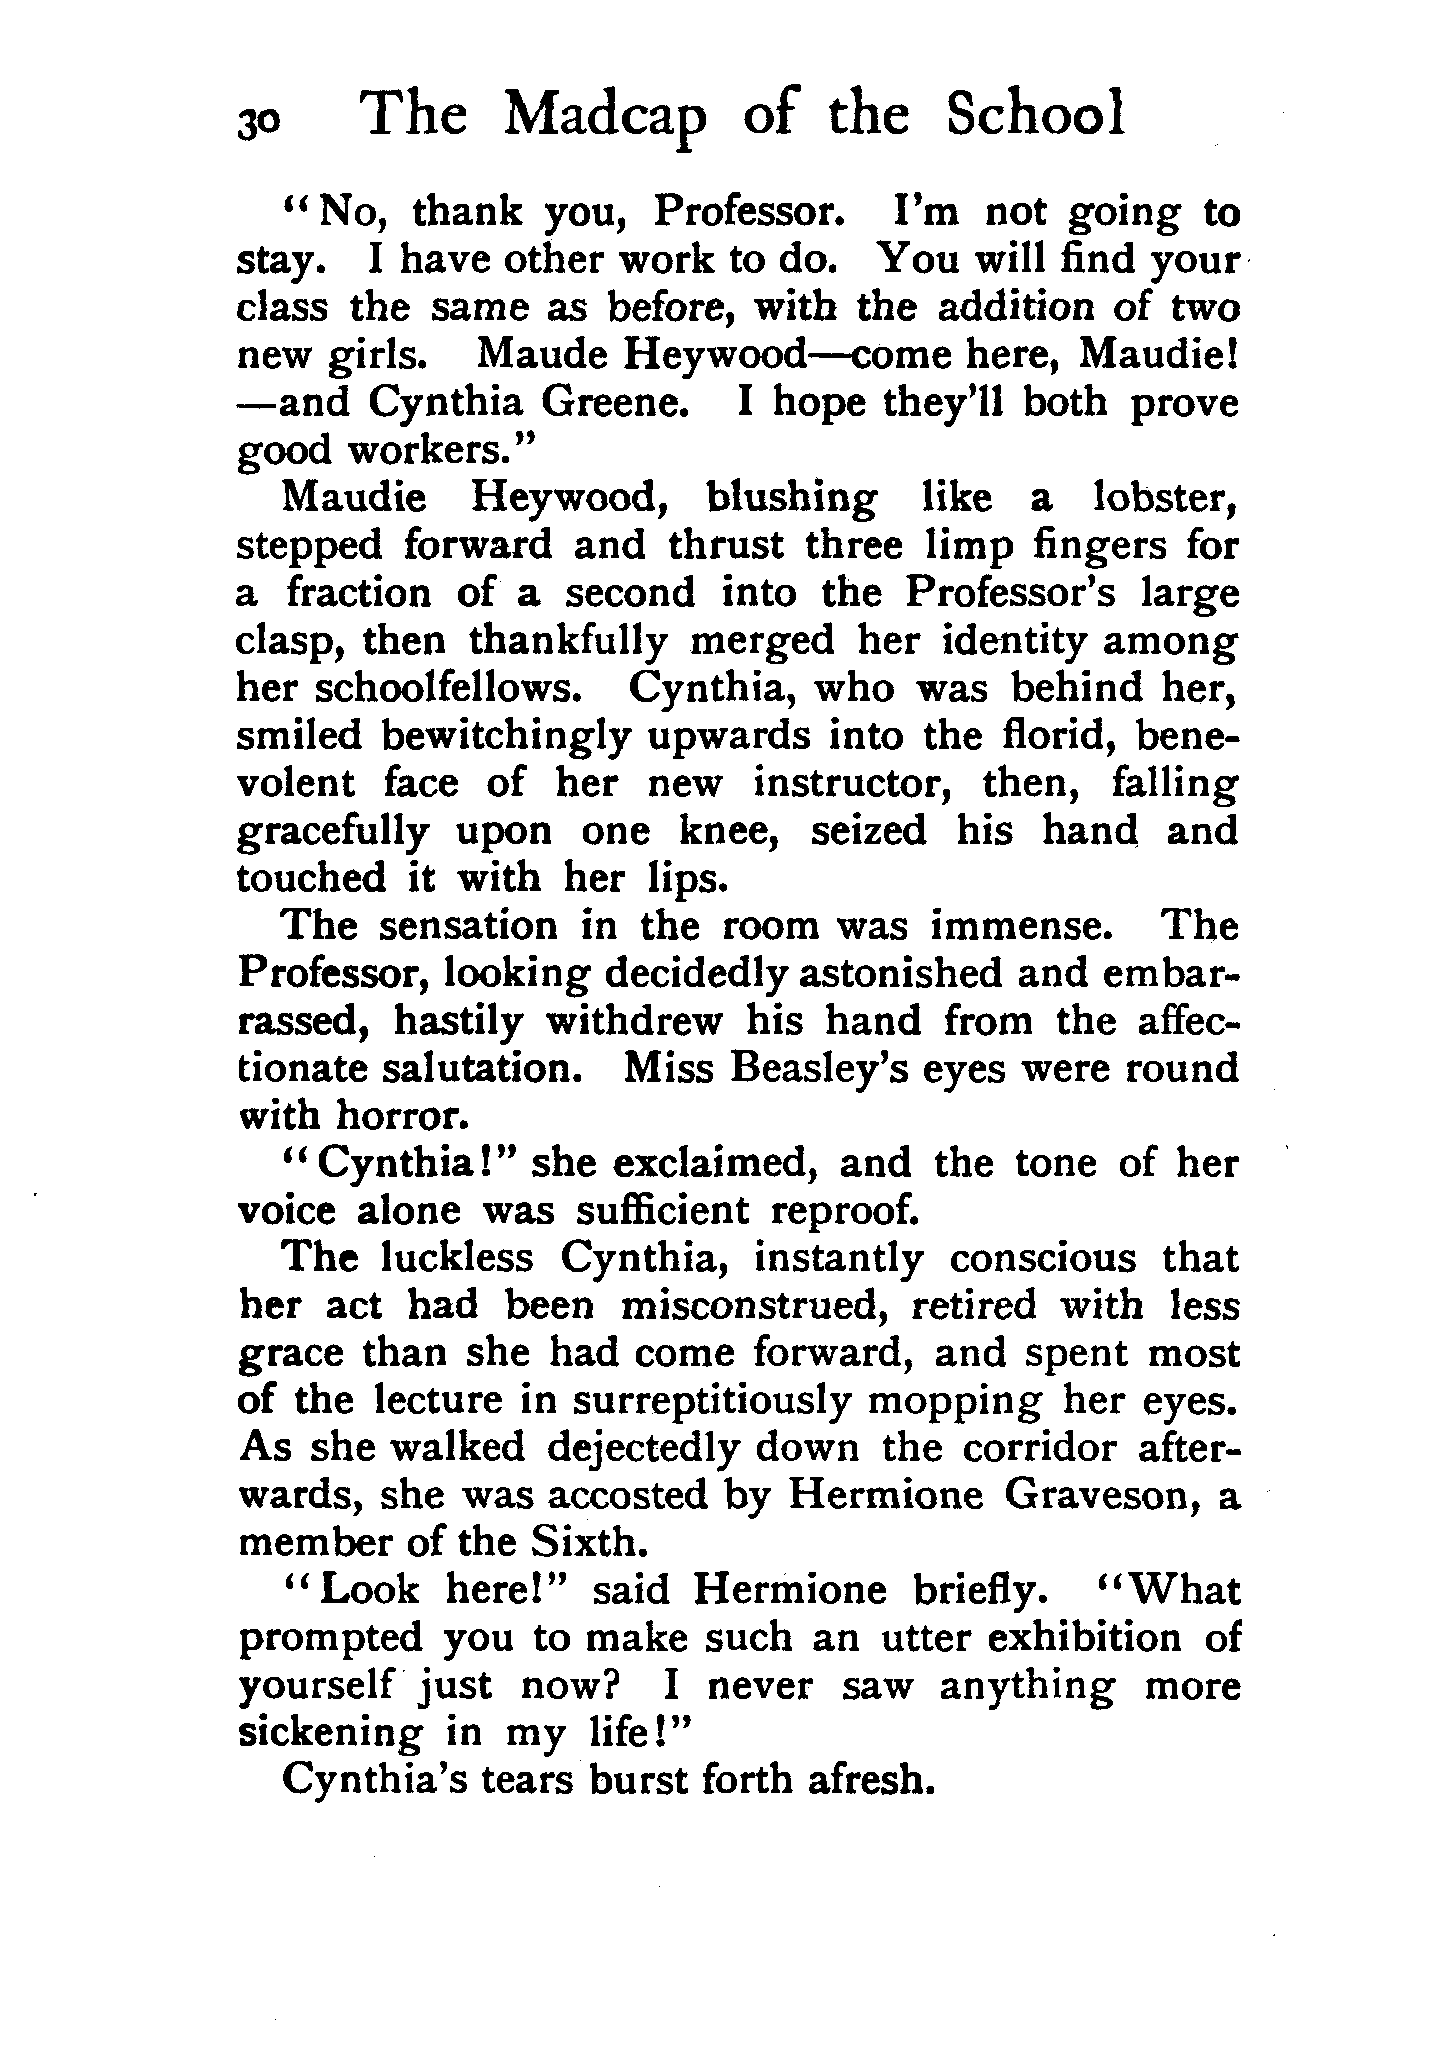 30 The Madcap of the School
"No, thank you, Professor. I'm not going to
stay. I have other work to do. You will find your
class the same as before, with the addition of two
new girls. Maude Heywood—come here, Maudie!
—and Cynthia Greene. I hope they'll both prove
good workers."
Maudie Heywood, blushing like a lobster,
stepped forward and thrust three limp fingers for
a fraction of a second into the Professor's large
clasp, then thankfully merged her identity among
her schoolfellows. Cynthia, who was behind her,
smiled bewitchingly upwards into the florid, bene-
volent face of her new instructor, then, falling
gracefully upon one knee, seized his hand and
touched it with her lips.
The sensation in the room was immense. The
Professor, looking decidedly astonished and embar-
rassed, hastily withdrew his hand from the affec-
tionate salutation. Miss Beasley's eyes were round
with horror.
"Cynthia!" she exclaimed, and the tone of her
voice alone was sufficient reproof.
The luckless Cynthia, instantly conscious that
her act had been misconstrued, retired with less
grace than she had come forward, and spent most
of the lecture in surreptitiously mopping her eyes.
As she walked dejectedly down the corridor after-
wards, she was accosted by Hermione Graveson, a
member of the Sixth.
"Look here!" said Hermione briefly. "What
prompted you to make such an utter exhibition of
yourself just now? I never saw anything more
sickening in my life!"
Cynthia's tears burst forth afresh.